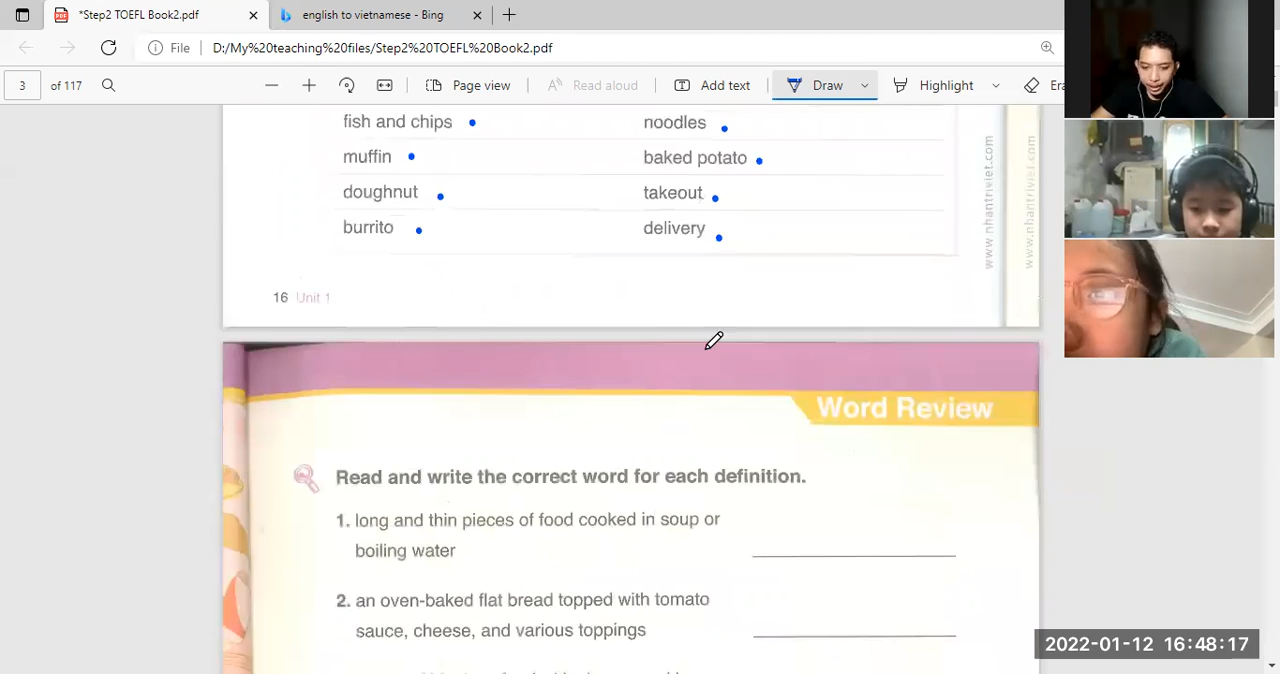 *Step2 TOEFL Book2.pdf
english to vietnamese - Bing
File
D:/My%20teaching%20files/Step2%20TOEFL%20Book2.pdf
3
of 117
Page view
Read aloud
Add text
Draw
Highlight
Era
fish and chips
noodles
muffin
baked potato
doughnut
takeout
burrito
delivery
www.nhantriviet.com
www.nhantriviet.com
16 Unit 1
Word Review
Read and write the correct word for each definition.
1. long and thin pieces of food cooked in soup or
boiling water
2. an oven-baked flat bread topped with tomato
sauce, cheese, and various toppings
2022-01-12 16:48:17